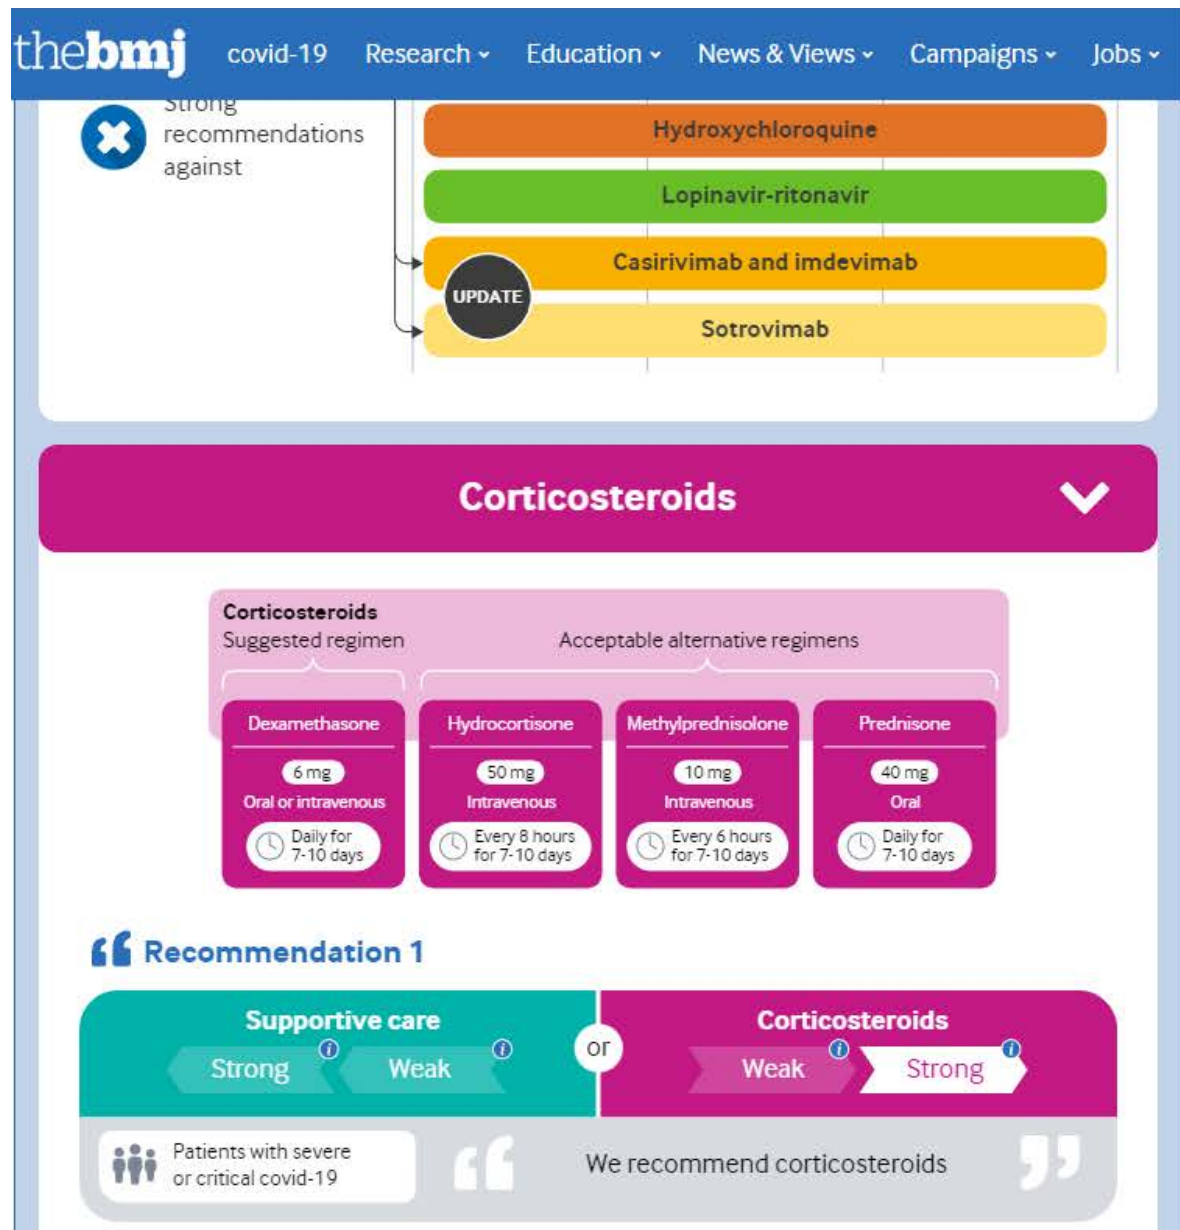 thebmj covid-19 Research Education News & Views Campaigns Jobs
Strong
recommendations
against
Hydroxychloroquine
Lopinavir-ritonavir
Casirivimab and imdevimab
UPDATE
Sotrovimab
Corticosteroids
Corticosteroids
Suggested regimen
Acceptable alternative regimens
Dexamethasone
6 mg
Oral or intravenous
Daily for
7-10 days
Hydrocortisone
50 mg
Intravenous
Every 8 hours
for 7-10 days
Methylprednisolone
10 mg
Intravenous
Every 6 hours
for 7-10 days
Prednisone
40 mg
Oral
Daily for
7-10 days
Recommendation 1
Supportive care
Strong i Weak i
or
Corticosteroids
Weak i Strong i
Patients with severe
or critical covid-19
“ We recommend corticosteroids ”